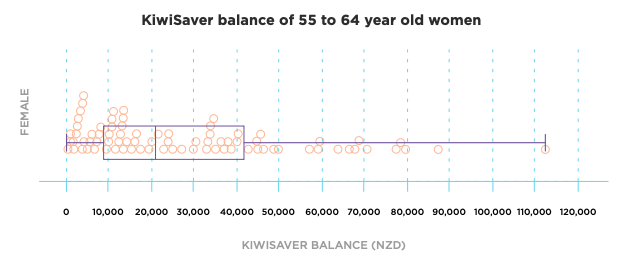 KiwiSaver balance of 55 to 64 year old women
FEMALE
0 10,000 20,000 30,000 40,000 50,000 60,000 70,000 80,000 90,000 100,000 110,000 120,000
KIWISAVER BALANCE (NZD)